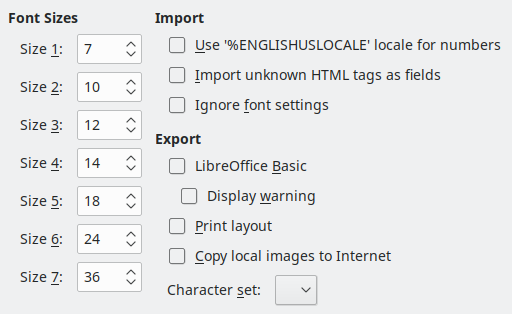 Font Sizes
Size 1: 7
Size 2: 10
Size 3: 12
Size 4: 14
Size 5: 18
Size 6: 24
Size 7: 36
Import
Use '%ENGLISHUSLOCALE' locale for numbers
Import unknown HTML tags as fields
Ignore font settings
Export
LibreOffice Basic
Display warning
Print layout
Copy local images to Internet
Character set: